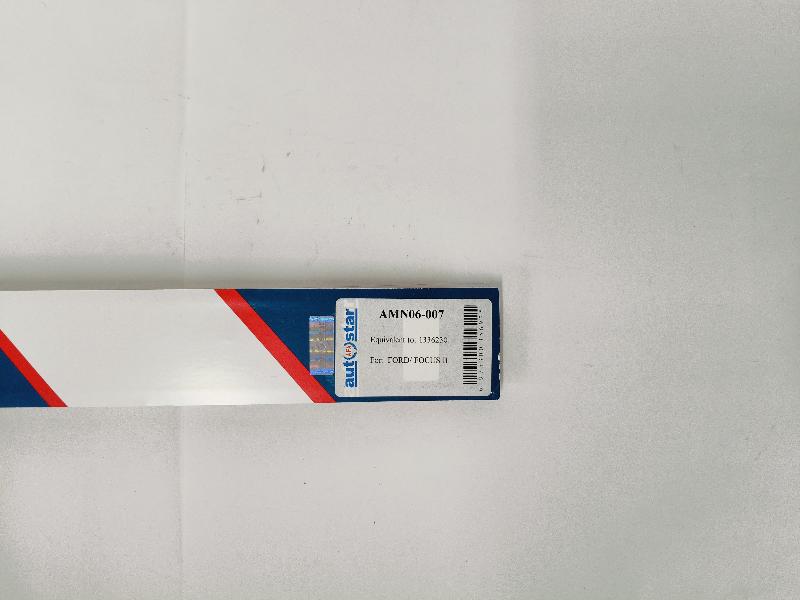 AMN06-007
Equivalent to: 1336230
For: FORD/ FOCUS II
autostar